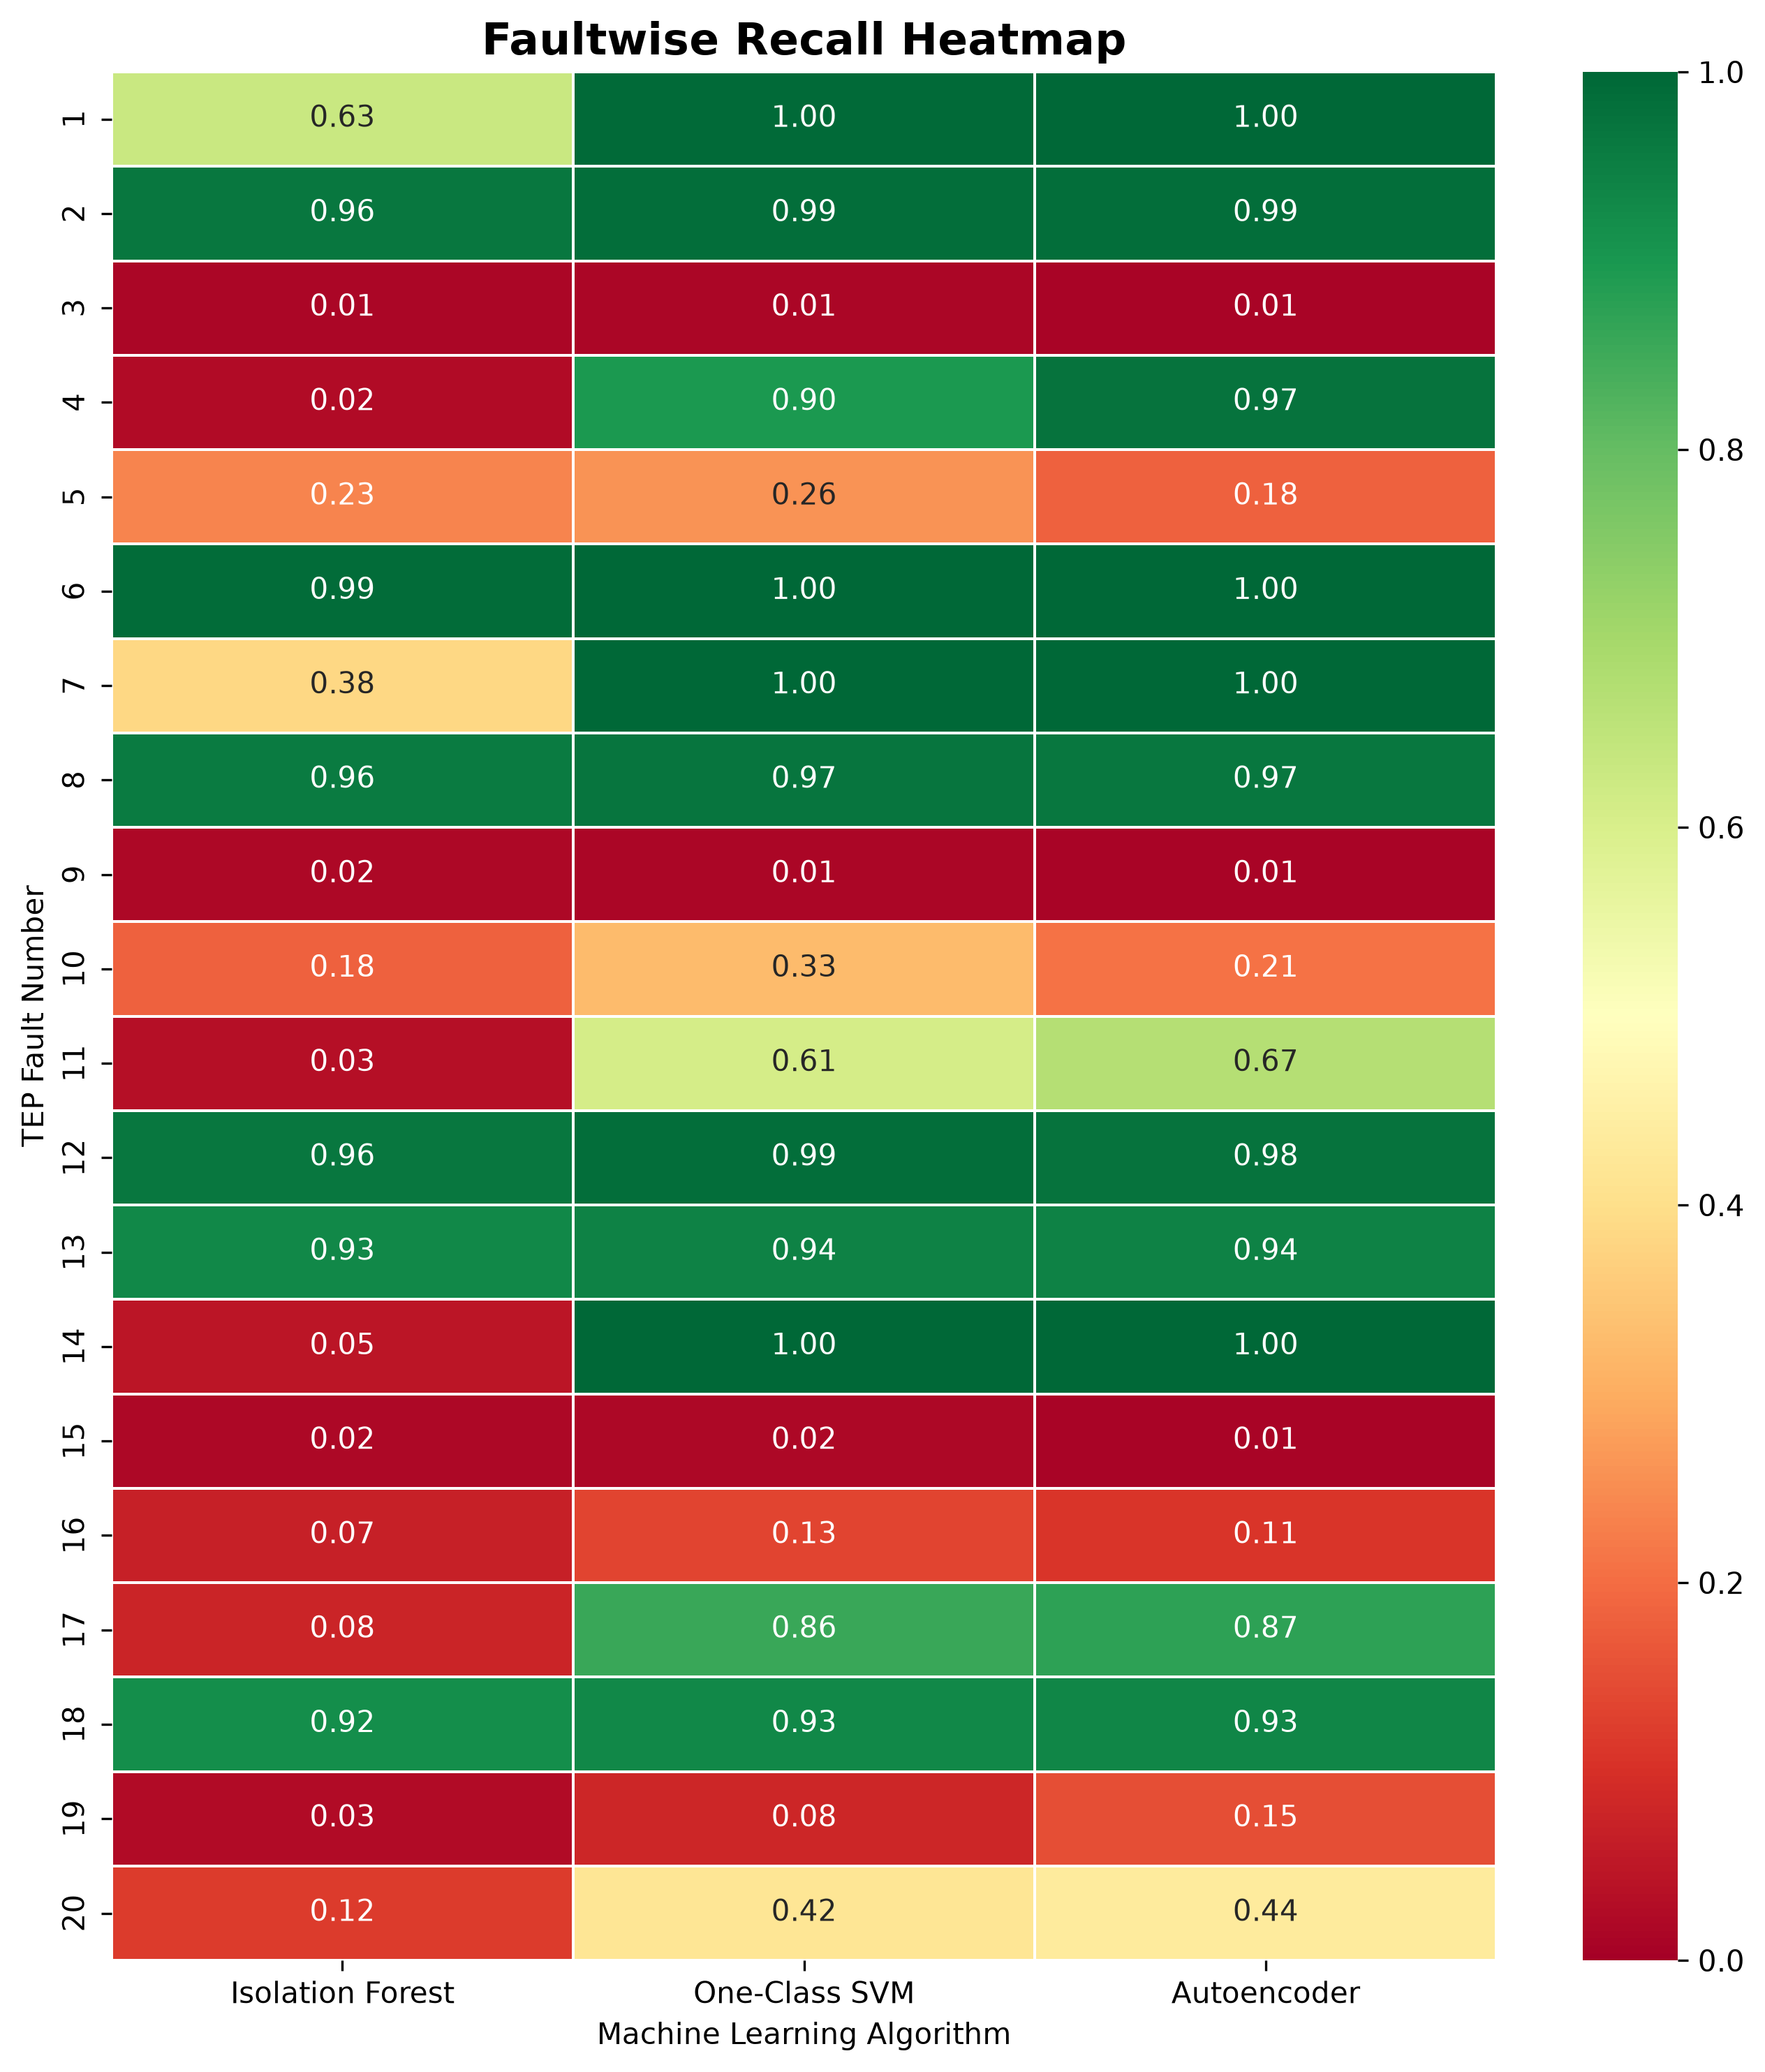 Faultwise Recall Heatmap
1 0.63 1.00 1.00
2 0.96 0.99 0.99
3 0.01 0.01 0.01
4 0.02 0.90 0.97
5 0.23 0.26 0.18
6 0.99 1.00 1.00
7 0.38 1.00 1.00
8 0.96 0.97 0.97
9 0.02 0.01 0.01
10 0.18 0.33 0.21
11 0.03 0.61 0.67
12 0.96 0.99 0.98
13 0.93 0.94 0.94
14 0.05 1.00 1.00
15 0.02 0.02 0.01
16 0.07 0.13 0.11
17 0.08 0.86 0.87
18 0.92 0.93 0.93
19 0.03 0.08 0.15
20 0.12 0.42 0.44
TEP Fault Number
Isolation Forest One-Class SVM Autoencoder
Machine Learning Algorithm
1.0
0.8
0.6
0.4
0.2
0.0